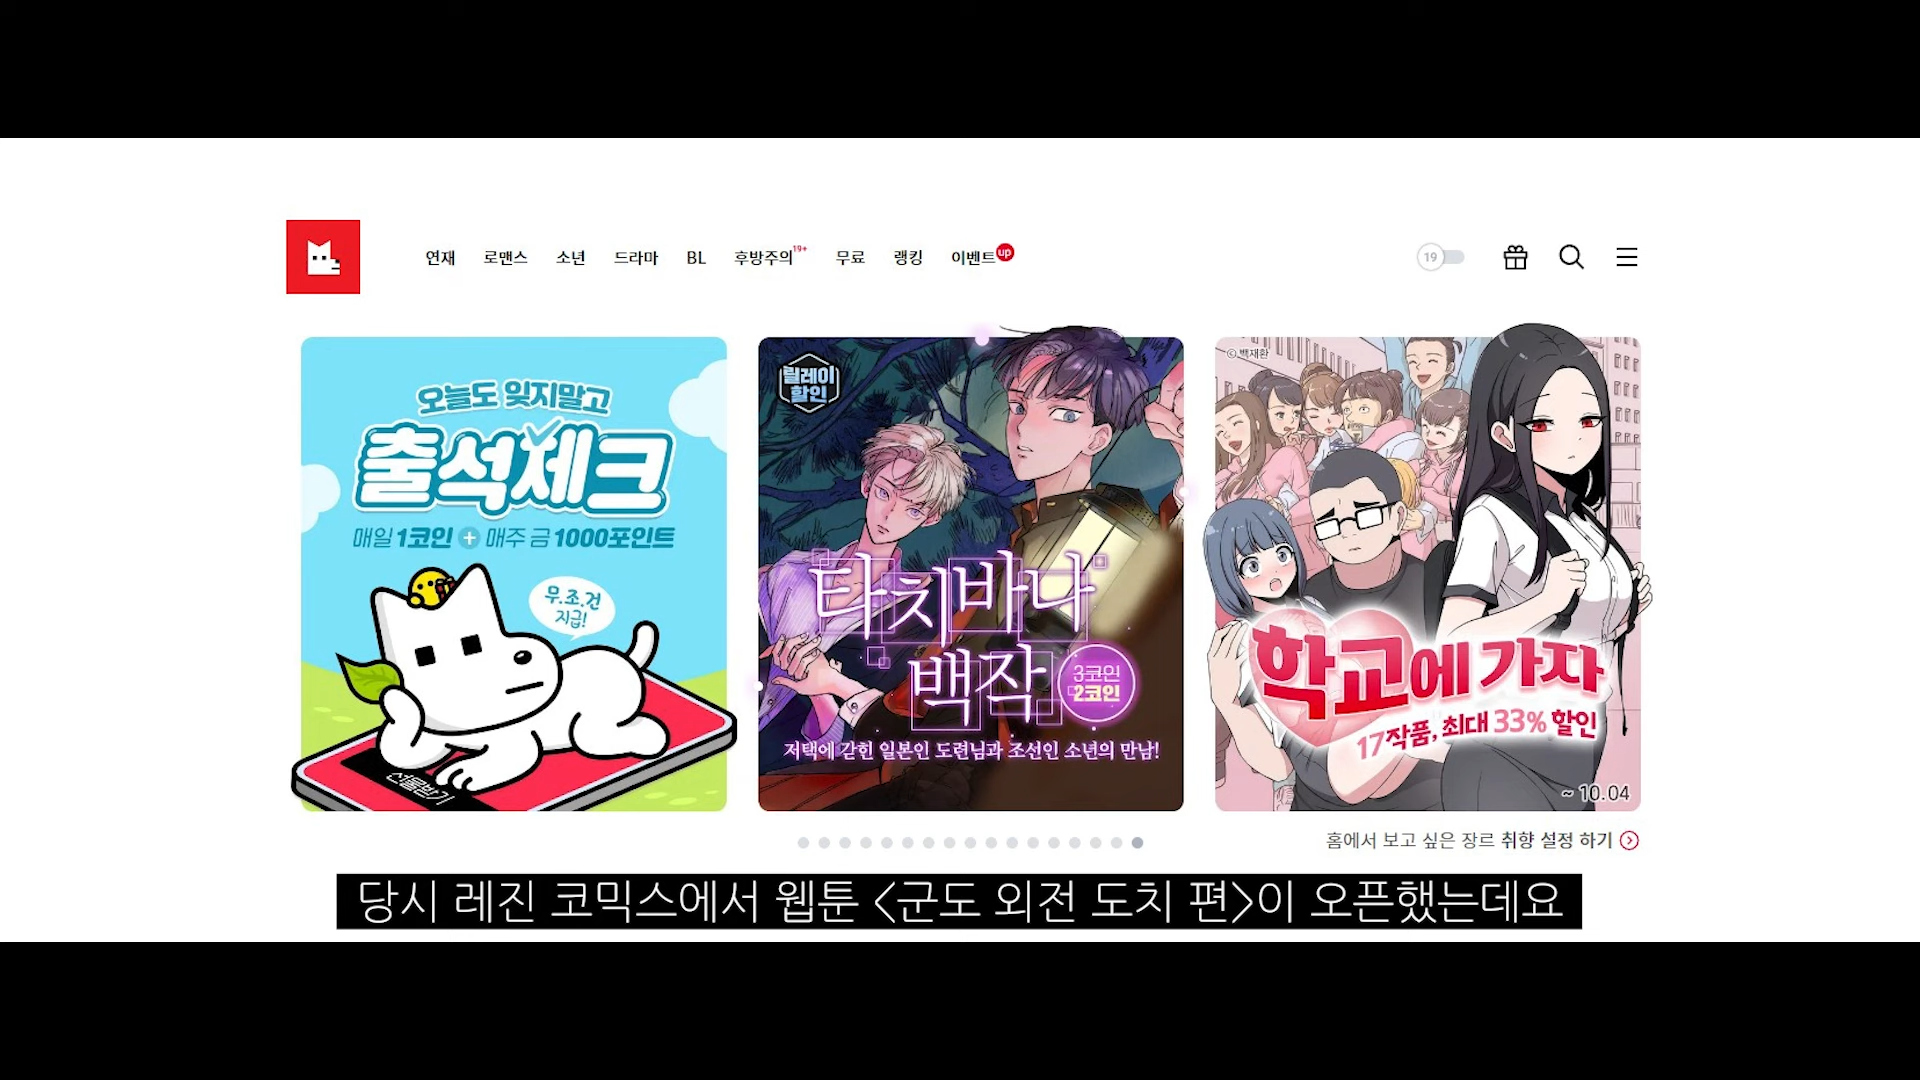 연재 로맨스 소년 드라마 BL 후방주의 19+ 무료 랭킹 이벤트 up
19
오늘도 잊지말고
출석체크
매일 1코인 + 매주 금 1000포인트
무.조.건
지급!
선물받기
릴레이
할인
타치바나
백작
3코인
2코인
저택에 갇힌 일본인 도련님과 조선인 소년의 만남!
© 백재환
학교에 가자
17작품, 최대 33% 할인
~ 10.04
홈에서 보고 싶은 장르 취향 설정 하기
당시 레진 코믹스에서 웹툰 <군도 외전 도치 편>이 오픈했는데요